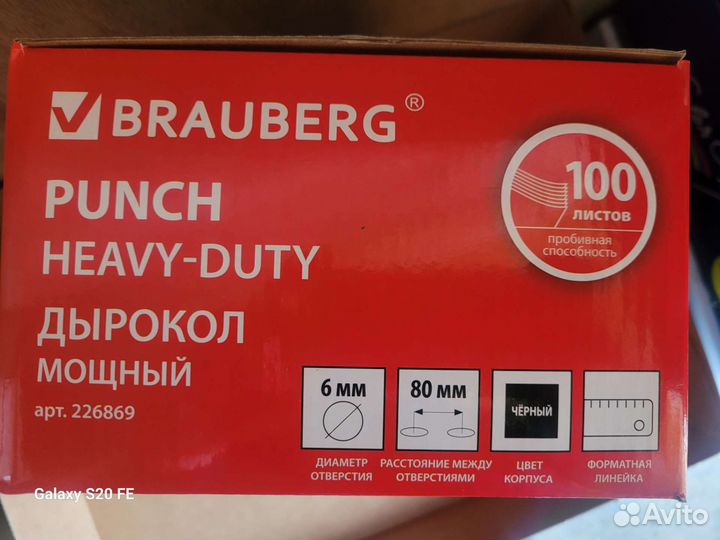 BRAUBERG®
PUNCH
HEAVY-DUTY
ДЫРОКОЛ
МОЩНЫЙ
арт. 226869
100
ЛИСТОВ
пробивная
способность
6 мм
ДИАМЕТР
ОТВЕРСТИЯ
80 мм
РАССТОЯНИЕ МЕЖДУ
ОТВЕРСТИЯМИ
ЧЁРНЫЙ
ЦВЕТ
КОРПУСА
ФОРМАТНАЯ
ЛИНЕЙКА
Galaxy S20 FE
Avito